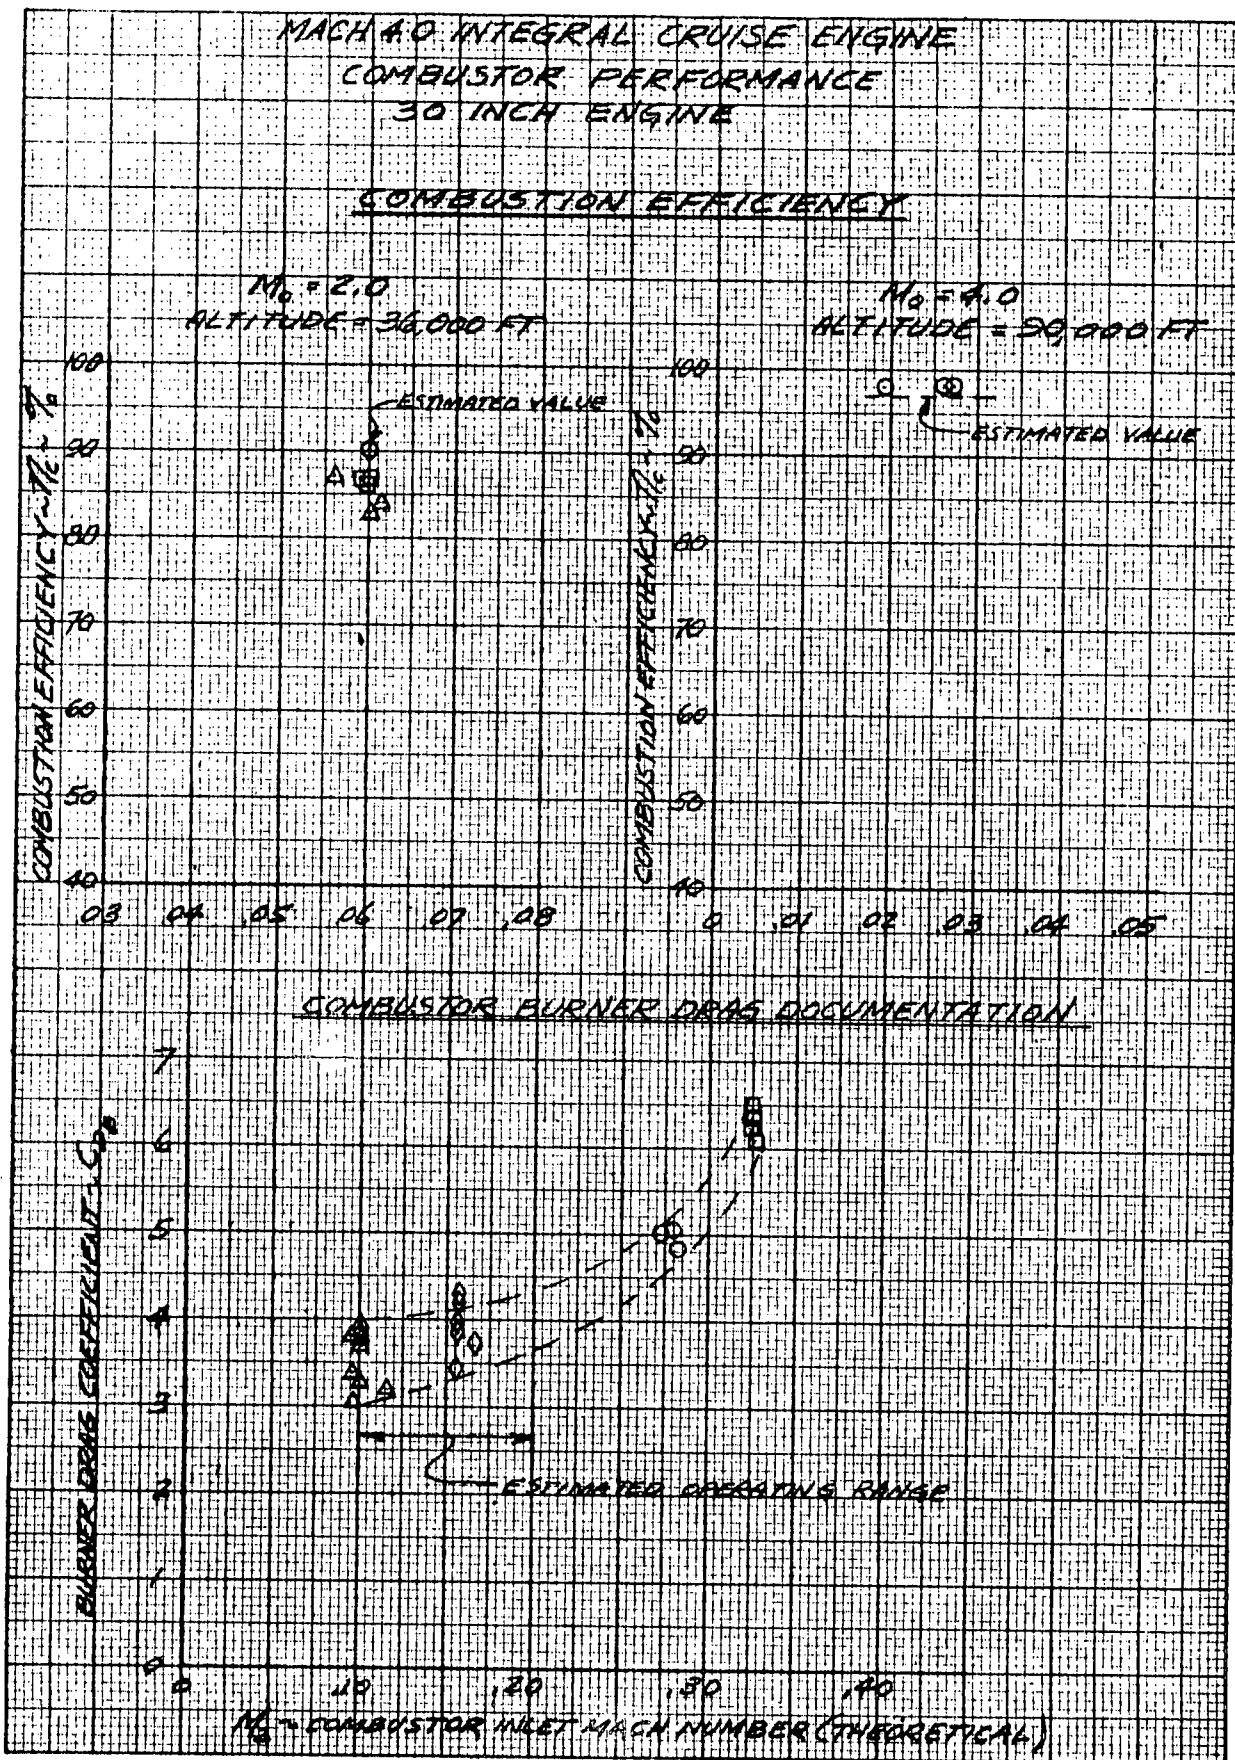 MACH 4.0 INTEGRAL CRUISE ENGINE
COMBUSTOR PERFORMANCE
30 INCH ENGINE
COMBUSTION EFFICIENCY
M₀ = 2.0
ALTITUDE = 36,000 FT
M₀ = 4.0
ALTITUDE = 90,000 FT
COMBUSTION EFFICIENCY ~ ηc ~ %
100
90
80
70
60
50
40
ESTIMATED VALUE
.03 .04 .05 .06 .07 .08
COMBUSTION EFFICIENCY ~ ηc ~ %
100
90
80
70
60
50
40
ESTIMATED VALUE
0 .01 .02 .03 .04 .05
COMBUSTOR BURNER DRAG DOCUMENTATION
BURNER DRAG COEFFICIENT ~ C_DB
7
6
5
4
3
2
1
0
ESTIMATED OPERATING RANGE
0 .10 .20 .30 .40
COMBUSTOR INLET MACH NUMBER (THEORETICAL)